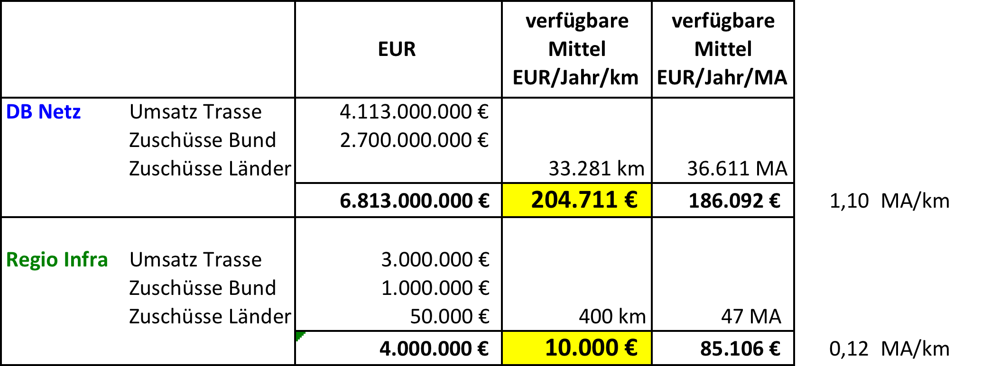 EUR
verfügbare
Mittel
EUR/Jahr/km
verfügbare
Mittel
EUR/Jahr/MA
DB Netz Umsatz Trasse 4.113.000.000 €
Zuschüsse Bund 2.700.000.000 €
Zuschüsse Länder 33.281 km 36.611 MA
6.813.000.000 € 204.711 € 186.092 € 1,10 MA/km
Regio Infra Umsatz Trasse 3.000.000 €
Zuschüsse Bund 1.000.000 €
Zuschüsse Länder 50.000 € 400 km 47 MA
4.000.000 € 10.000 € 85.106 € 0,12 MA/km